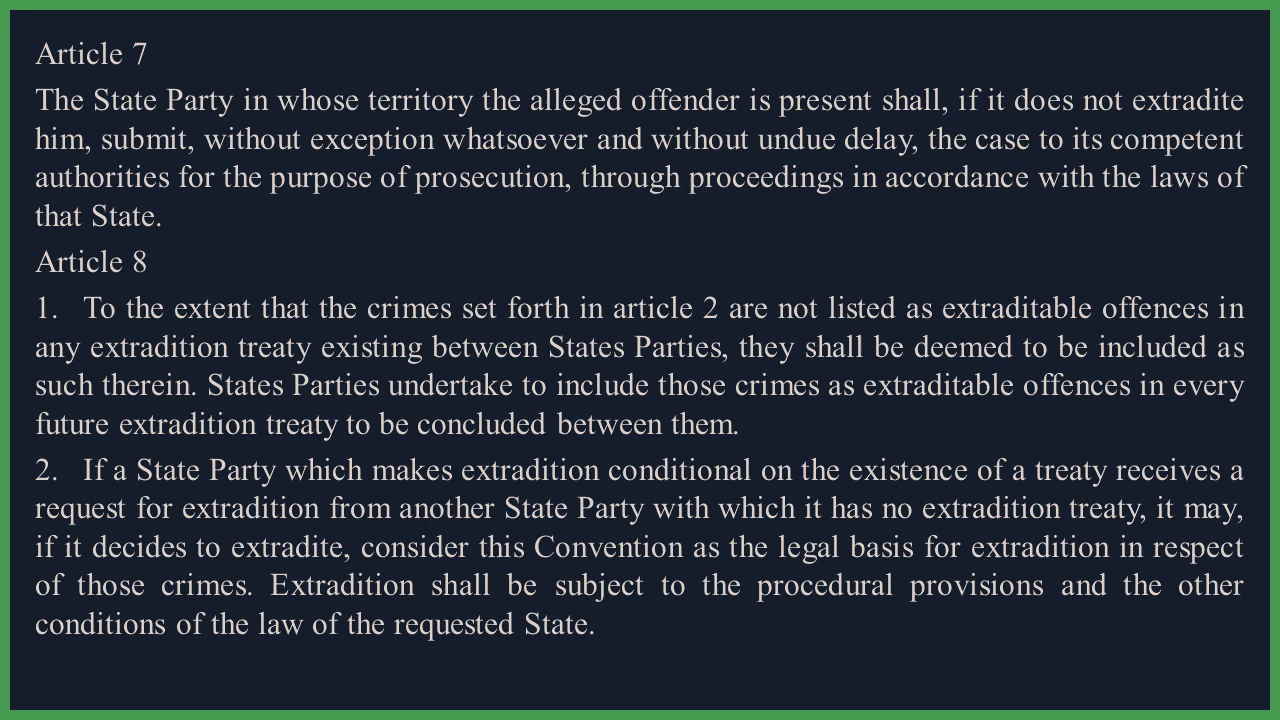 Article 7
The State Party in whose territory the alleged offender is present shall, if it does not extradite
him, submit, without exception whatsoever and without undue delay, the case to its competent
authorities for the purpose of prosecution, through proceedings in accordance with the laws of
that State.
Article 8
1. To the extent that the crimes set forth in article 2 are not listed as extraditable offences in
any extradition treaty existing between States Parties, they shall be deemed to be included as
such therein. States Parties undertake to include those crimes as extraditable offences in every
future extradition treaty to be concluded between them.
2. If a State Party which makes extradition conditional on the existence of a treaty receives a
request for extradition from another State Party with which it has no extradition treaty, it may,
if it decides to extradite, consider this Convention as the legal basis for extradition in respect
of those crimes. Extradition shall be subject to the procedural provisions and the other
conditions of the law of the requested State.